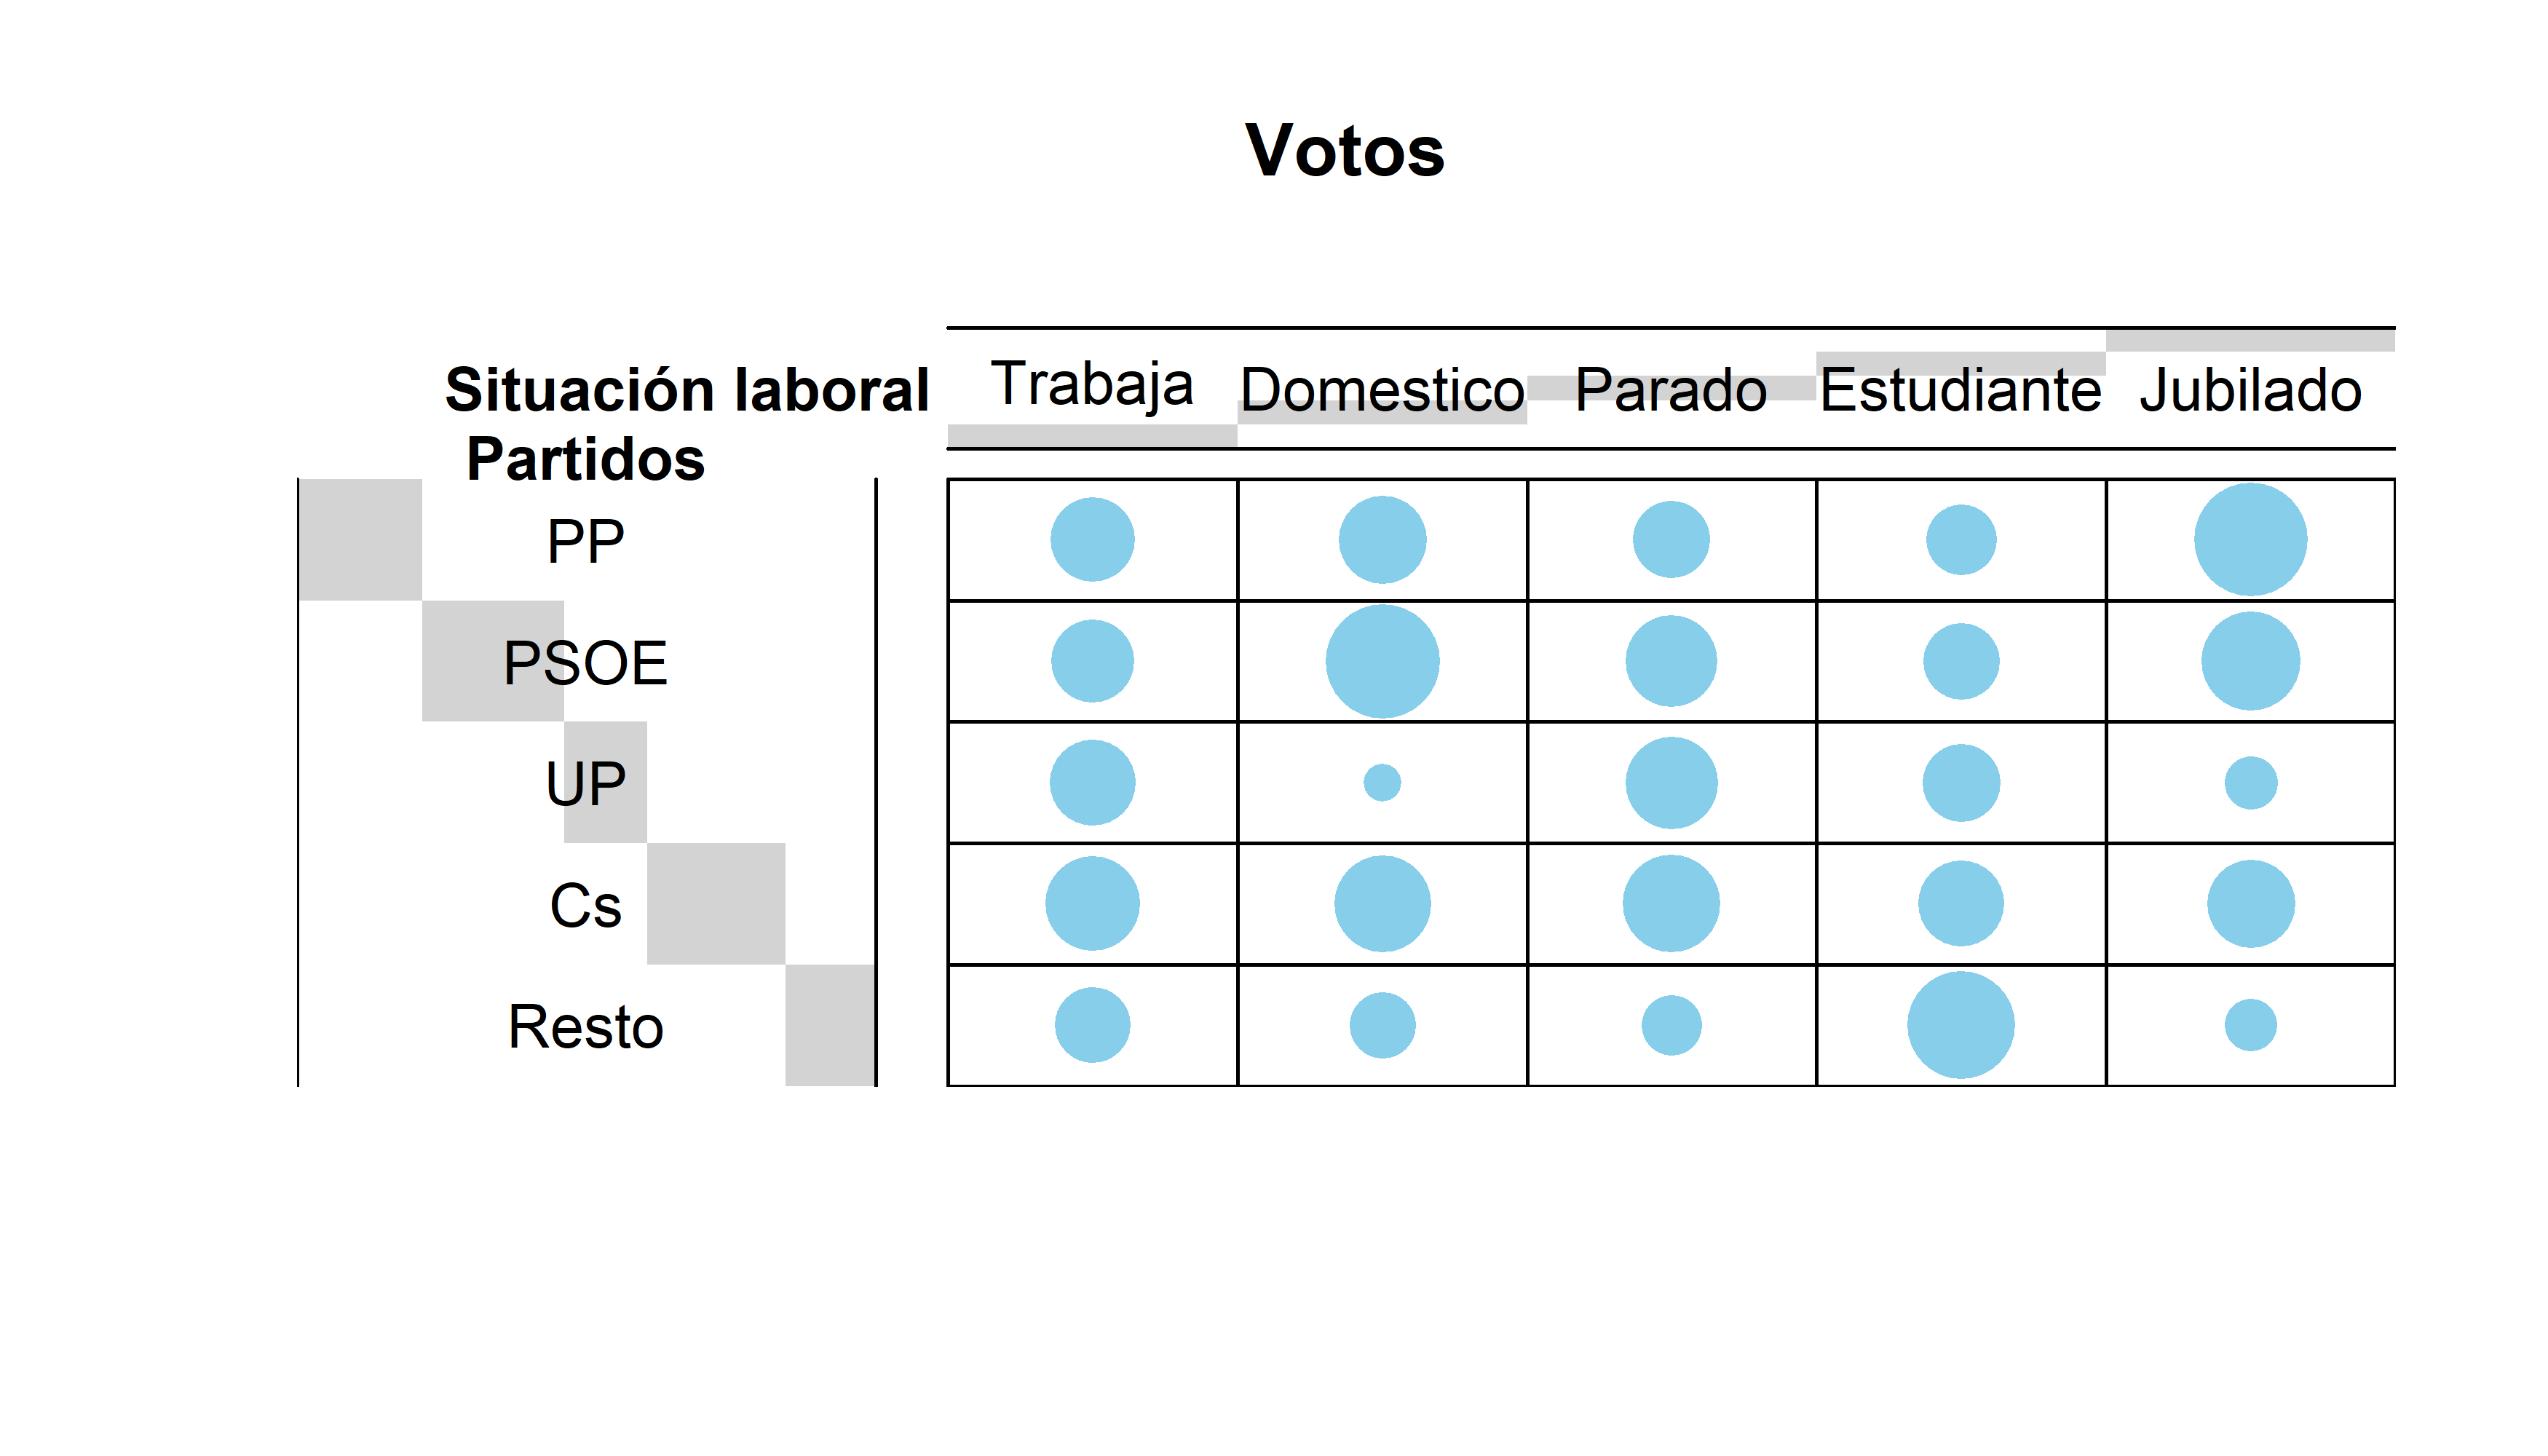 Votos
Situación laboral Trabaja Domestico Parado Estudiante Jubilado
Partidos
PP
PSOE
UP
Cs
Resto